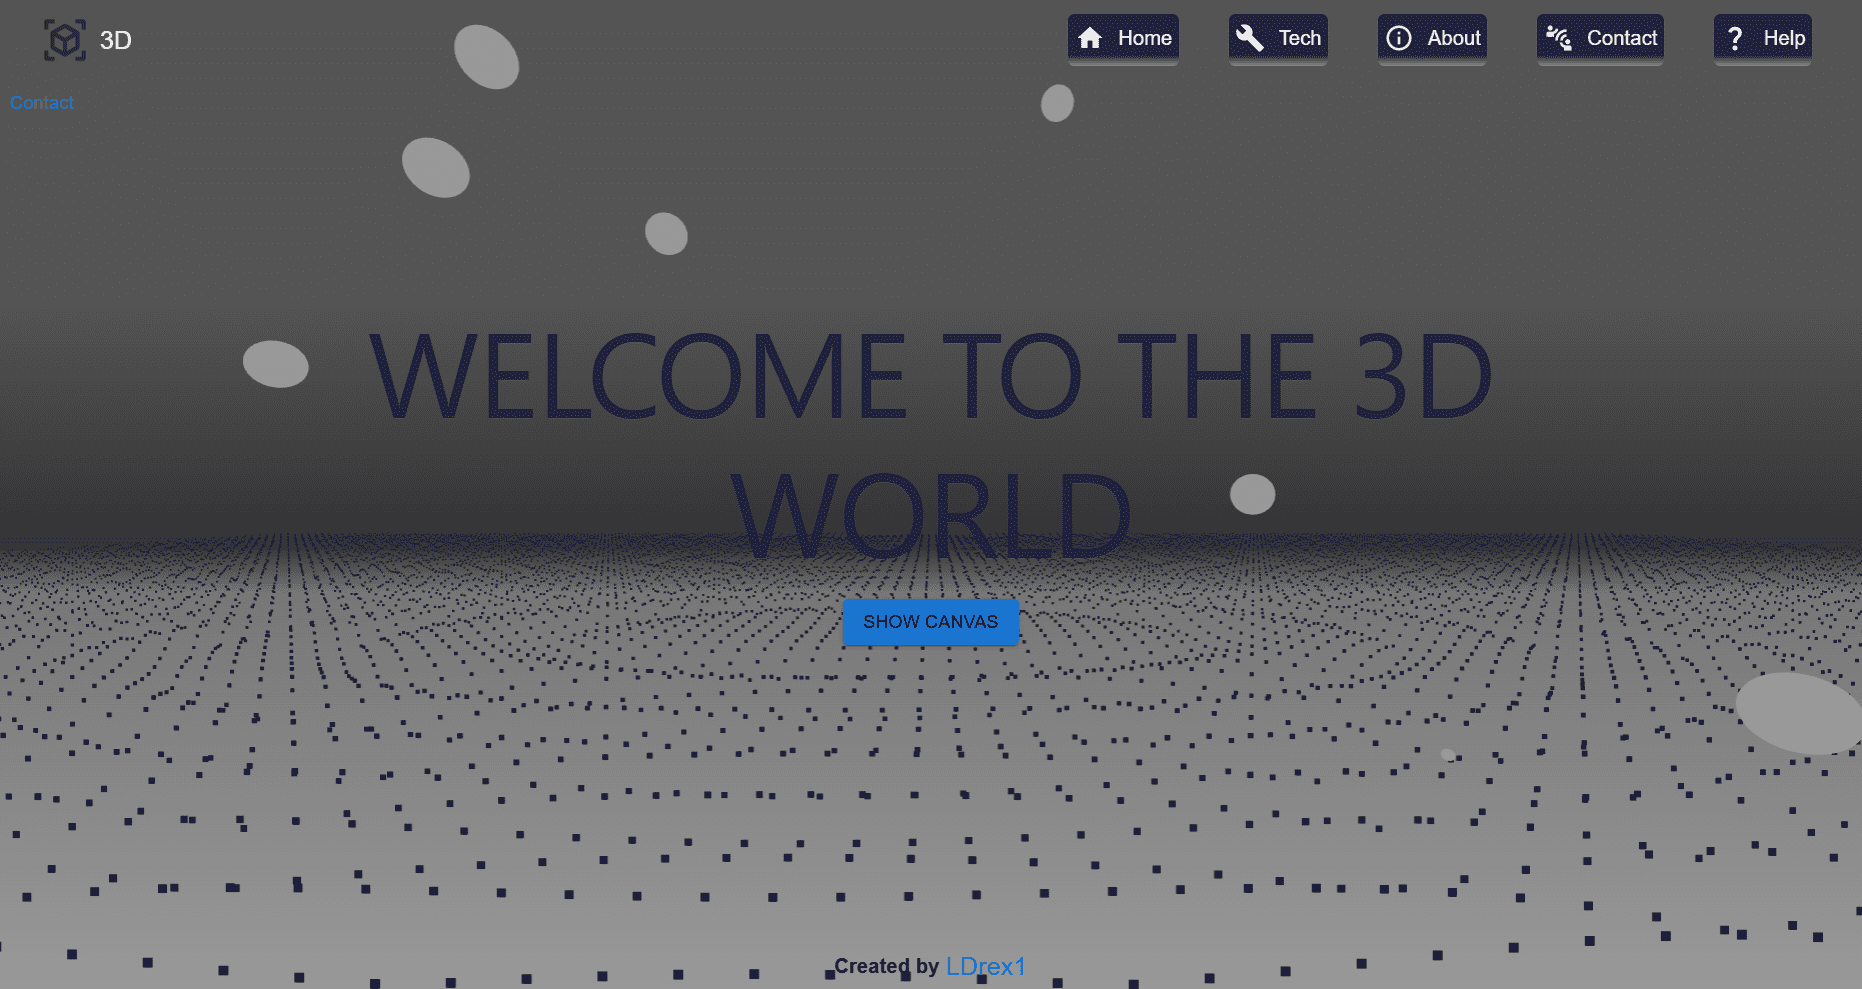 3D
Home
Tech
About
Contact
Help
Contact
WELCOME TO THE 3D
WORLD
SHOW CANVAS
Created by LDrex1